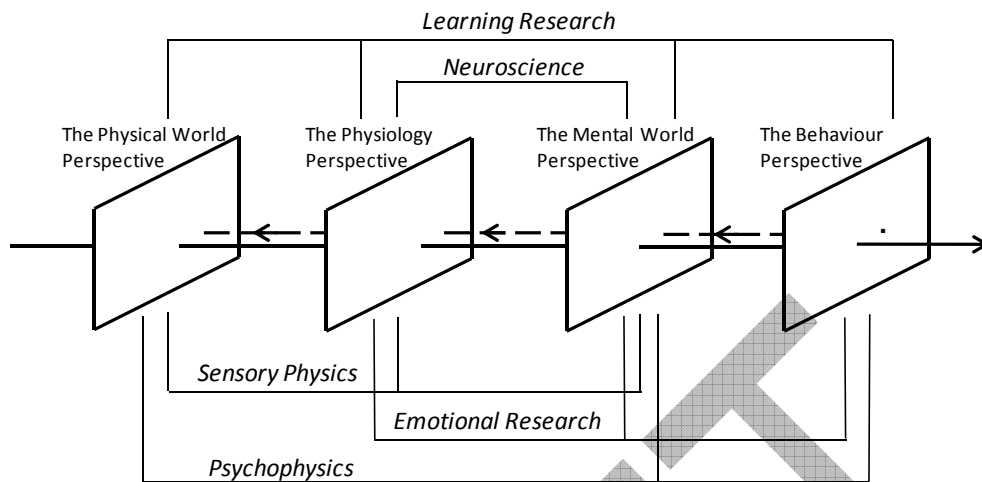 Learning Research
Neuroscience
The Physical World
Perspective
The Physiology
Perspective
The Mental World
Perspective
The Behaviour
Perspective
Sensory Physics
Emotional Research
Psychophysics